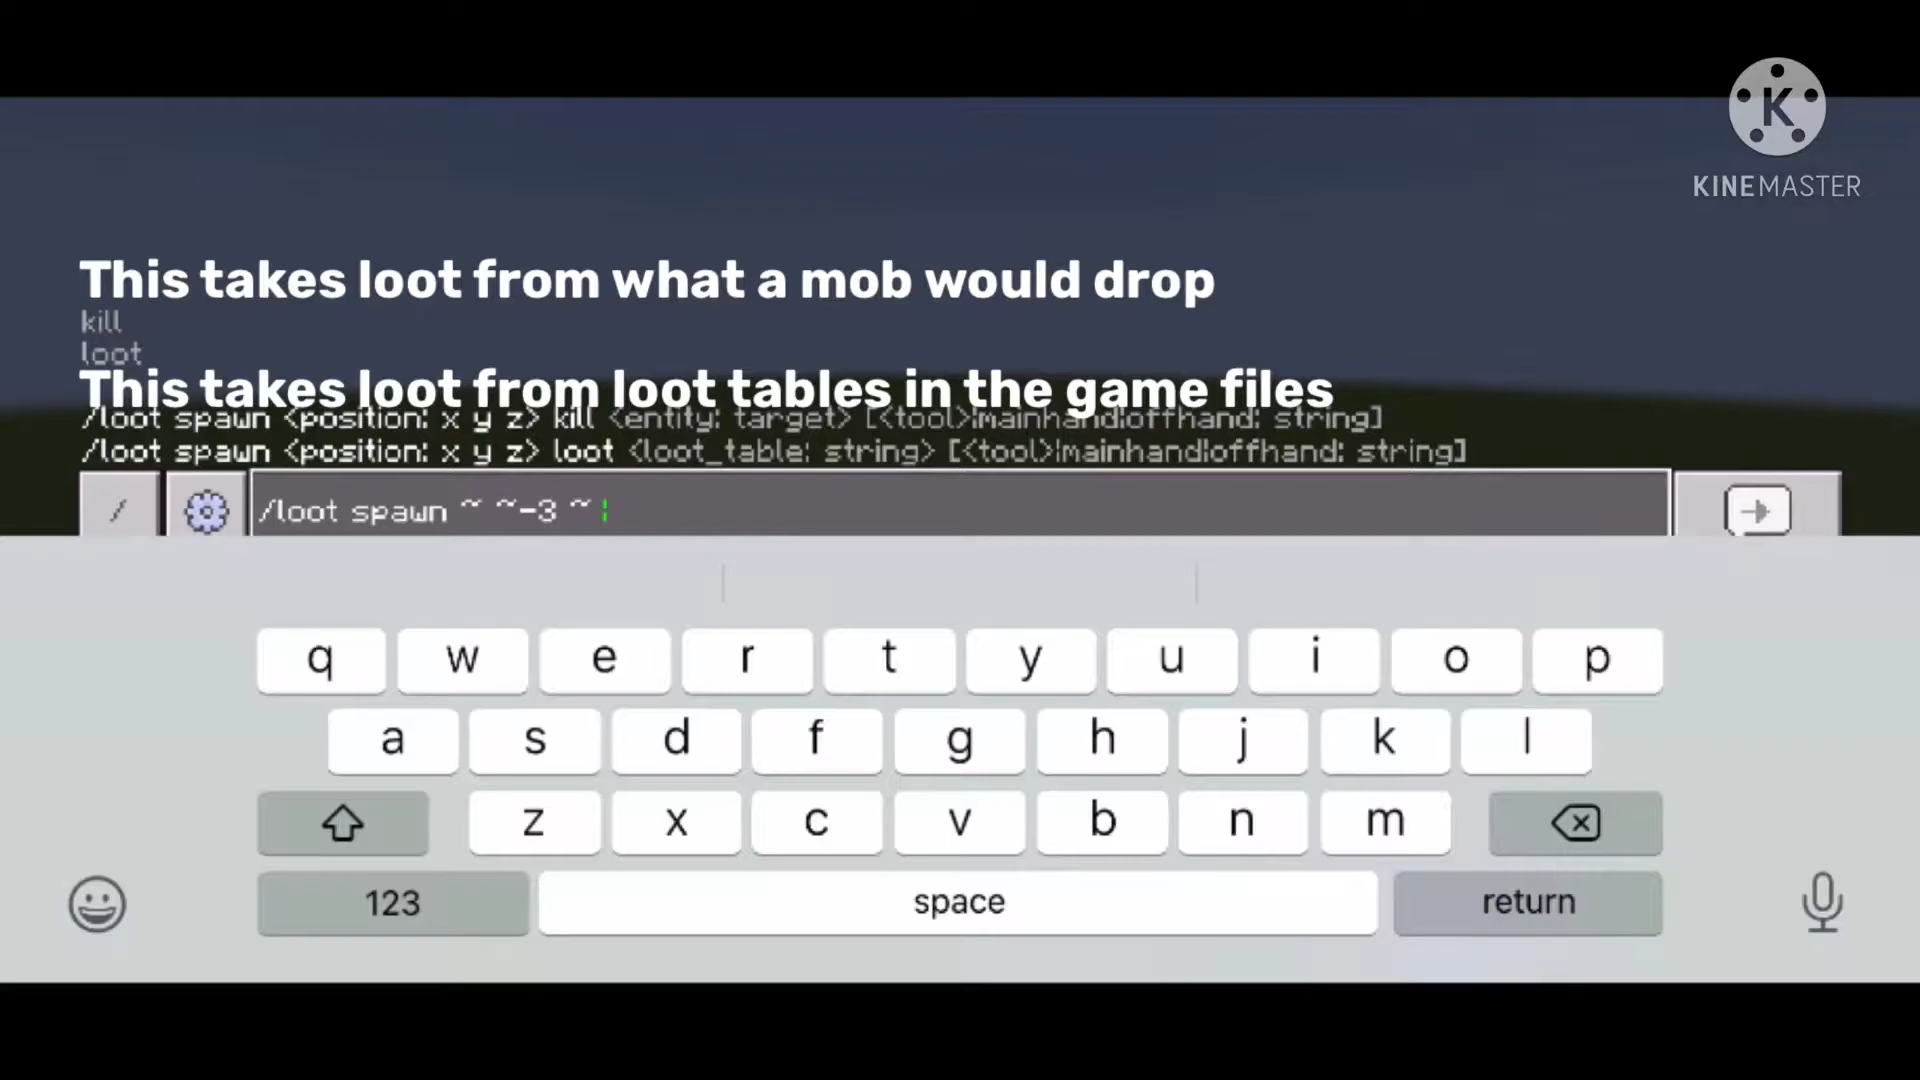 KINEMASTER
This takes loot from what a mob would drop
kill
loot
This takes loot from loot tables in the game files
/loot spawn <position: x y z> kill <entity: target> [<tool>|mainhand|offhand: string]
/loot spawn <position: x y z> loot <loot_table: string> [<tool>|mainhand|offhand: string]
/ /loot spawn ~ ~-3 ~
q w e r t y u i o p
a s d f g h j k l
z x c v b n m
123 space return